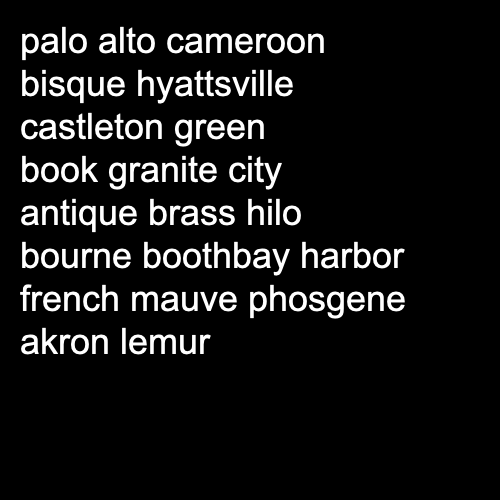 palo alto cameroon
bisque hyattsville
castleton green
book granite city
antique brass hilo
bourne boothbay harbor
french mauve phosgene
akron lemur